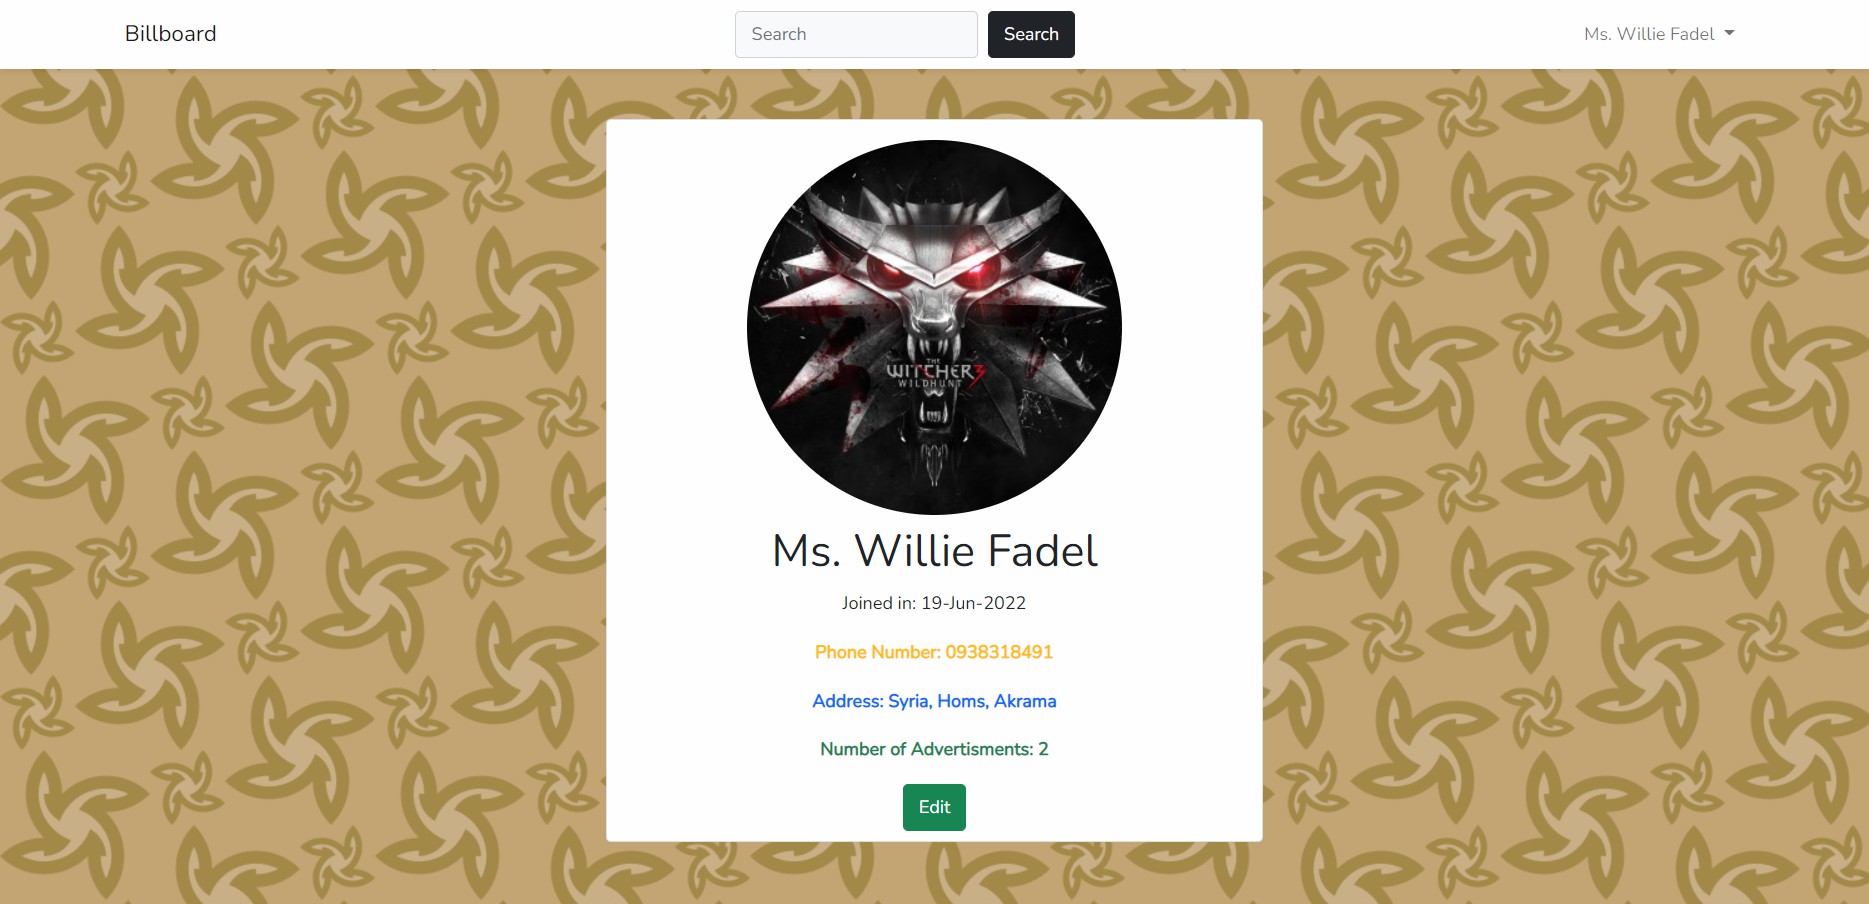 Billboard
Search
Search
Ms. Willie Fadel
THE
WITCHER 3
WILD HUNT
Ms. Willie Fadel
Joined in: 19-Jun-2022
Phone Number: 0938318491
Address: Syria, Homs, Akrama
Number of Advertisments: 2
Edit